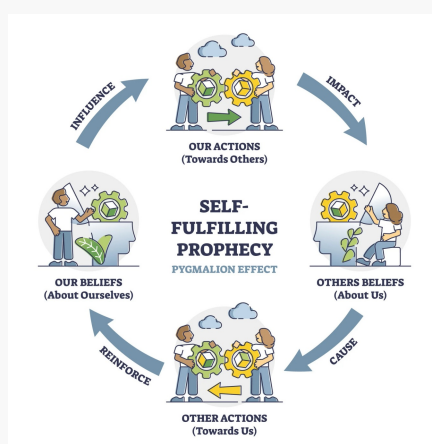 INFLUENCE
IMPACT
OUR ACTIONS
(Towards Others)
SELF-
FULFILLING
PROPHECY
PYGMALION EFFECT
OUR BELIEFS
(About Ourselves)
OTHERS BELIEFS
(About Us)
REINFORCE
CAUSE
OTHER ACTIONS
(Towards Us)